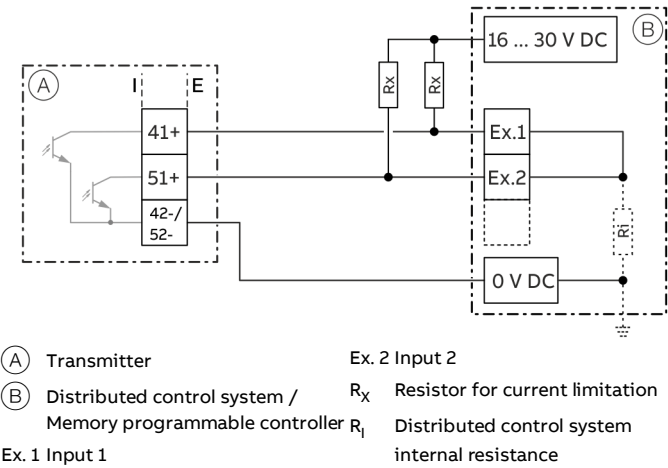 B
16 ... 30 V DC
A
I E
Rx
Rx
41+
Ex.1
51+
Ex.2
42-/
52-
Ri
0 V DC
A Transmitter
B Distributed control system /
Memory programmable controller
Ex. 1 Input 1
Ex. 2 Input 2
RX Resistor for current limitation
RI Distributed control system
internal resistance